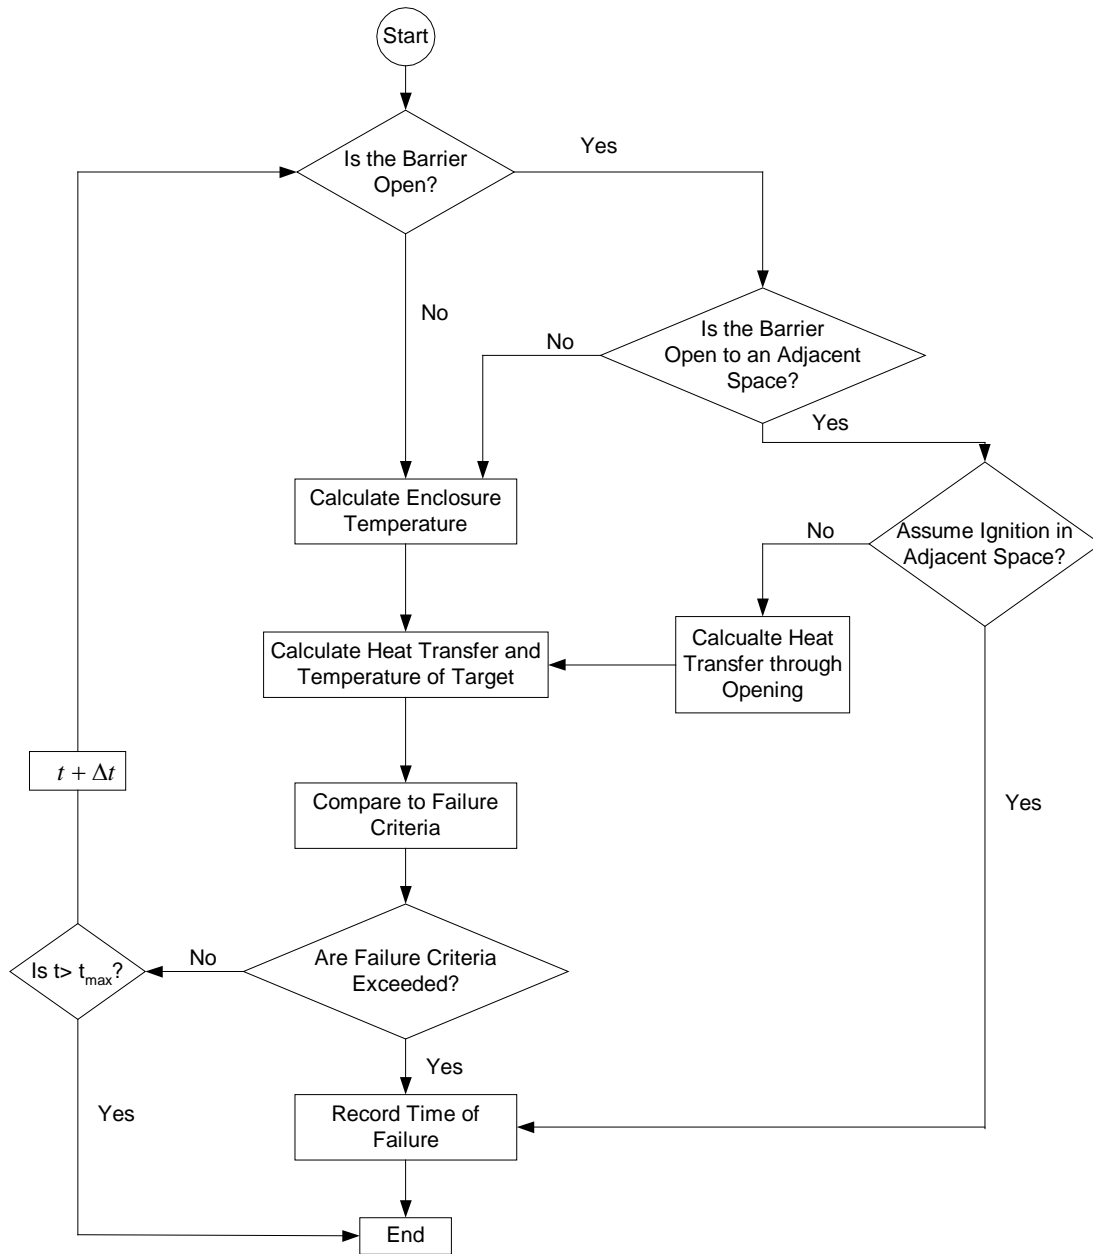 Start
Is the Barrier
Open?
Yes
No
Is the Barrier
Open to an Adjacent
Space?
No
Yes
Calculate Enclosure
Temperature
Assume Ignition in
Adjacent Space?
No
Calculate Heat Transfer and
Temperature of Target
Calcualte Heat
Transfer through
Opening
t + Δt
Compare to Failure
Criteria
Yes
Is t> tmax?
No
Are Failure Criteria
Exceeded?
Yes
Yes
Record Time of
Failure
End